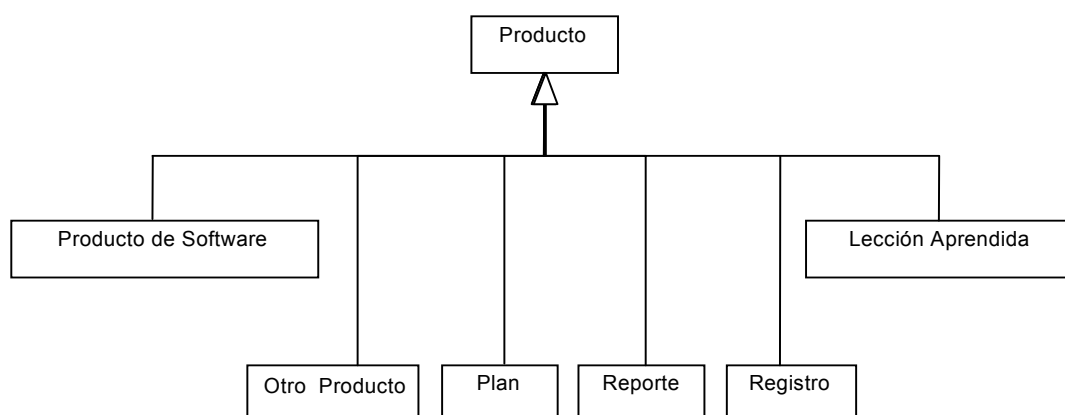 Producto
Producto de Software
Lección Aprendida
Otro Producto
Plan
Reporte
Registro